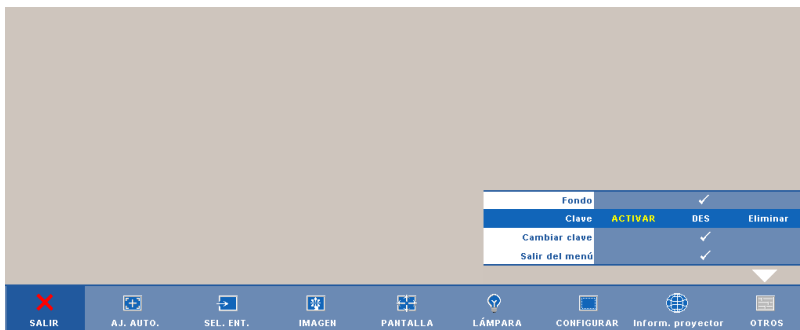 Fondo
Clave ACTIVAR DES Eliminar
Cambiar clave
Salir del menú
SALIR AJ. AUTO. SEL. ENT. IMAGEN PANTALLA LÁMPARA CONFIGURAR Inform. proyector OTROS